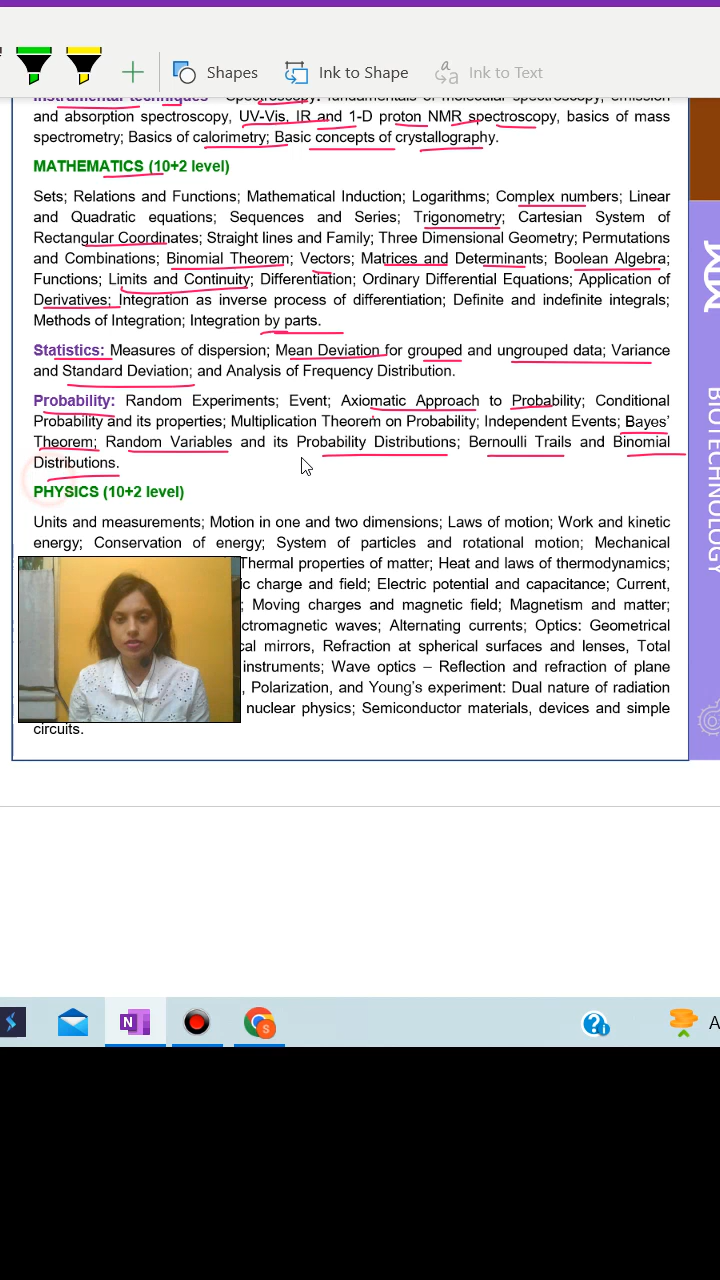 Shapes
Ink to Shape
Ink to Text
Instrumental techniques - Spectroscopy: fundamentals of molecular spectroscopy, emission
and absorption spectroscopy, UV-Vis, IR and 1-D proton NMR spectroscopy, basics of mass
spectrometry; Basics of calorimetry; Basic concepts of crystallography.
MATHEMATICS (10+2 level)
Sets; Relations and Functions; Mathematical Induction; Logarithms; Complex numbers; Linear
and Quadratic equations; Sequences and Series; Trigonometry; Cartesian System of
Rectangular Coordinates; Straight lines and Family; Three Dimensional Geometry; Permutations
and Combinations; Binomial Theorem; Vectors; Matrices and Determinants; Boolean Algebra;
Functions; Limits and Continuity; Differentiation; Ordinary Differential Equations; Application of
Derivatives; Integration as inverse process of differentiation; Definite and indefinite integrals;
Methods of Integration; Integration by parts.
Statistics: Measures of dispersion; Mean Deviation for grouped and ungrouped data; Variance
and Standard Deviation; and Analysis of Frequency Distribution.
Probability: Random Experiments; Event; Axiomatic Approach to Probability; Conditional
Probability and its properties; Multiplication Theorem on Probability; Independent Events; Bayes'
Theorem; Random Variables and its Probability Distributions; Bernoulli Trails and Binomial
Distributions.
PHYSICS (10+2 level)
Units and measurements; Motion in one and two dimensions; Laws of motion; Work and kinetic
energy; Conservation of energy; System of particles and rotational motion; Mechanical
Thermal properties of matter; Heat and laws of thermodynamics;
ic charge and field; Electric potential and capacitance; Current,
; Moving charges and magnetic field; Magnetism and matter;
ctromagnetic waves; Alternating currents; Optics: Geometrical
cal mirrors, Refraction at spherical surfaces and lenses, Total
instruments; Wave optics – Reflection and refraction of plane
, Polarization, and Young's experiment: Dual nature of radiation
nuclear physics; Semiconductor materials, devices and simple
circuits.
BIOTECHNOLOGY
N
S
A